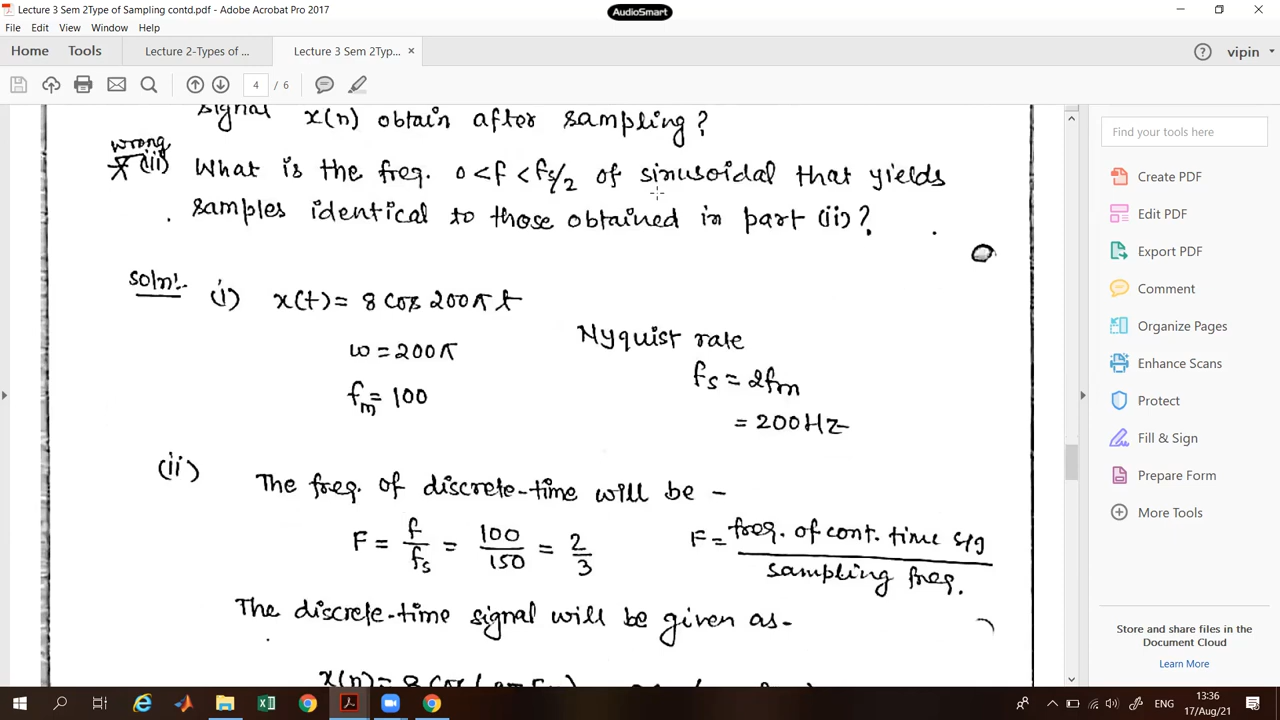 Lecture 3 Sem 2Type of Sampling contd.pdf - Adobe Acrobat Pro 2017
AudioSmart
File Edit View Window Help
Home Tools Lecture 2-Types of ... Lecture 3 Sem 2Typ... ×
? vipin
4 / 6
signal x(n) obtain after sampling?
wrong
(iii) What is the freq. 0 < f < fs/2 of sinusoidal that yields
samples identical to those obtained in part (ii)?
Soln:
(i) x(t) = 8 cos 200π t
ω = 200π
fm = 100
Nyquist rate
fs = 2fm
= 200Hz
(ii)
The freq. of discrete-time will be -
F = f/fs = 100/150 = 2/3
F = freq. of cont. time sig / sampling freq.
The discrete-time signal will be given as-
x(n) = 8 cos(
Find your tools here
Create PDF
Edit PDF
Export PDF
Comment
Organize Pages
Enhance Scans
Protect
Fill & Sign
Prepare Form
More Tools
Store and share files in the
Document Cloud
Learn More
ENG
13:36
17/Aug/21